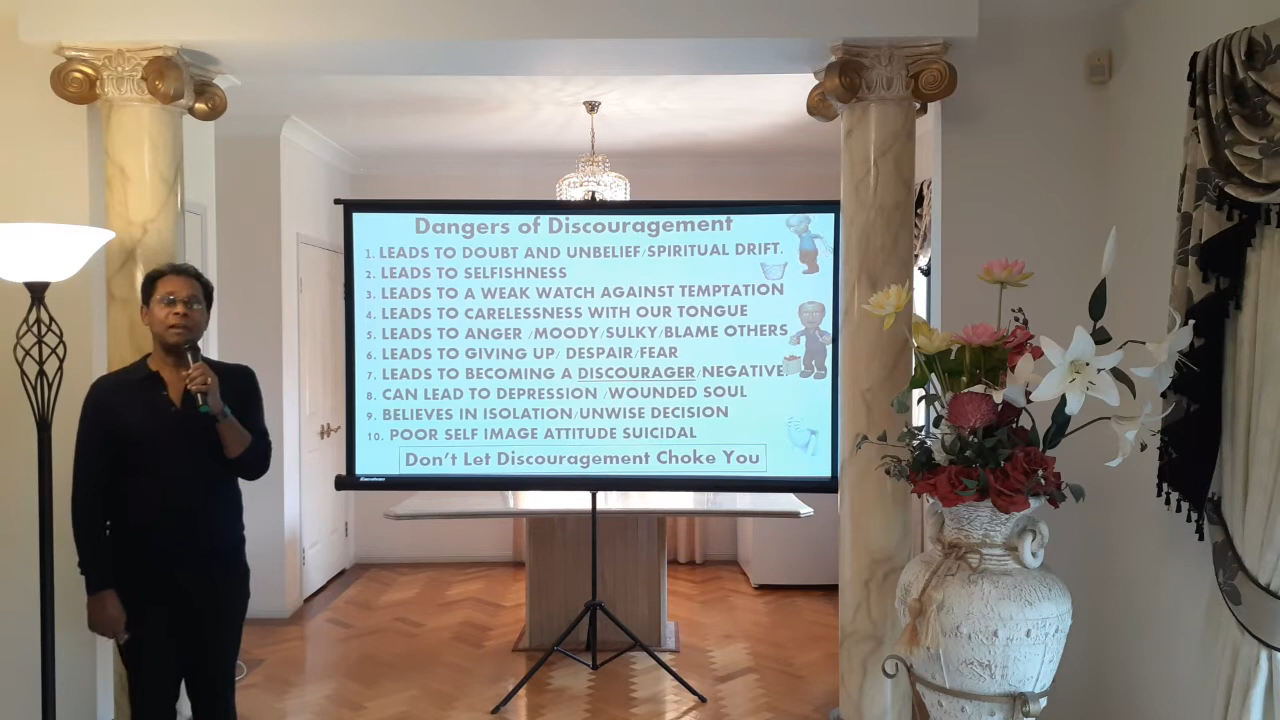 Dangers of Discouragement
1. LEADS TO DOUBT AND UNBELIEF/SPIRITUAL DRIFT.
2. LEADS TO SELFISHNESS
3. LEADS TO A WEAK WATCH AGAINST TEMPTATION
4. LEADS TO CARELESSNESS WITH OUR TONGUE
5. LEADS TO ANGER /MOODY/SULKY/BLAME OTHERS
6. LEADS TO GIVING UP/ DESPAIR/FEAR
7. LEADS TO BECOMING A DISCOURAGER/NEGATIVE
8. CAN LEAD TO DEPRESSION /WOUNDED SOUL
9. BELIEVES IN ISOLATION/UNWISE DECISION
10. POOR SELF IMAGE ATTITUDE SUICIDAL
Don't Let Discouragement Choke You